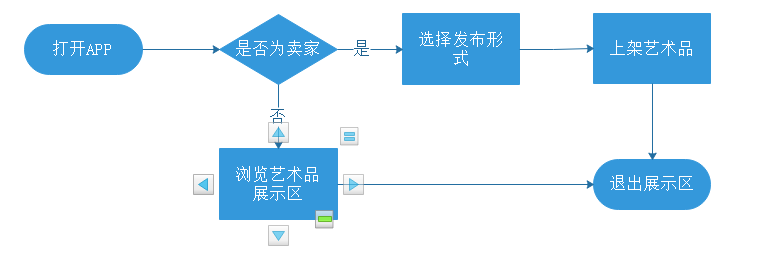 打开APP
是否为卖家
是
选择发布形
式
上架艺术品
否
浏览艺术品
展示区
退出展示区